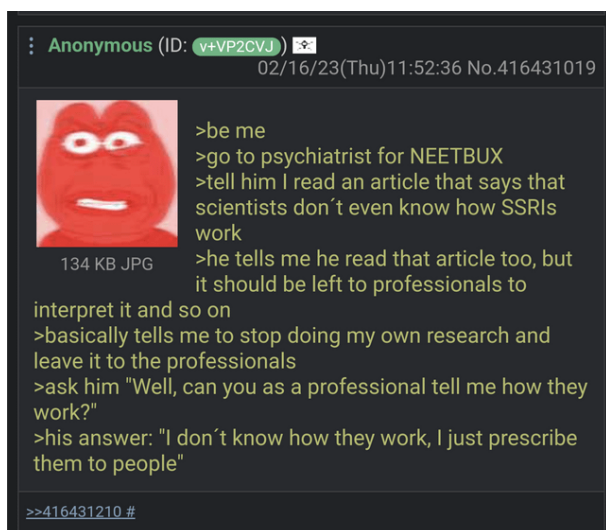 Anonymous (ID: v+VP2CVJ)
02/16/23(Thu)11:52:36 No.416431019
>be me
>go to psychiatrist for NEETBUX
>tell him I read an article that says that
scientists don´t even know how SSRIs
work
>he tells me he read that article too, but
it should be left to professionals to
interpret it and so on
134 KB JPG
>basically tells me to stop doing my own research and
leave it to the professionals
>ask him "Well, can you as a professional tell me how they
work?"
>his answer: "I don´t know how they work, I just prescribe
them to people"
>>416431210 #